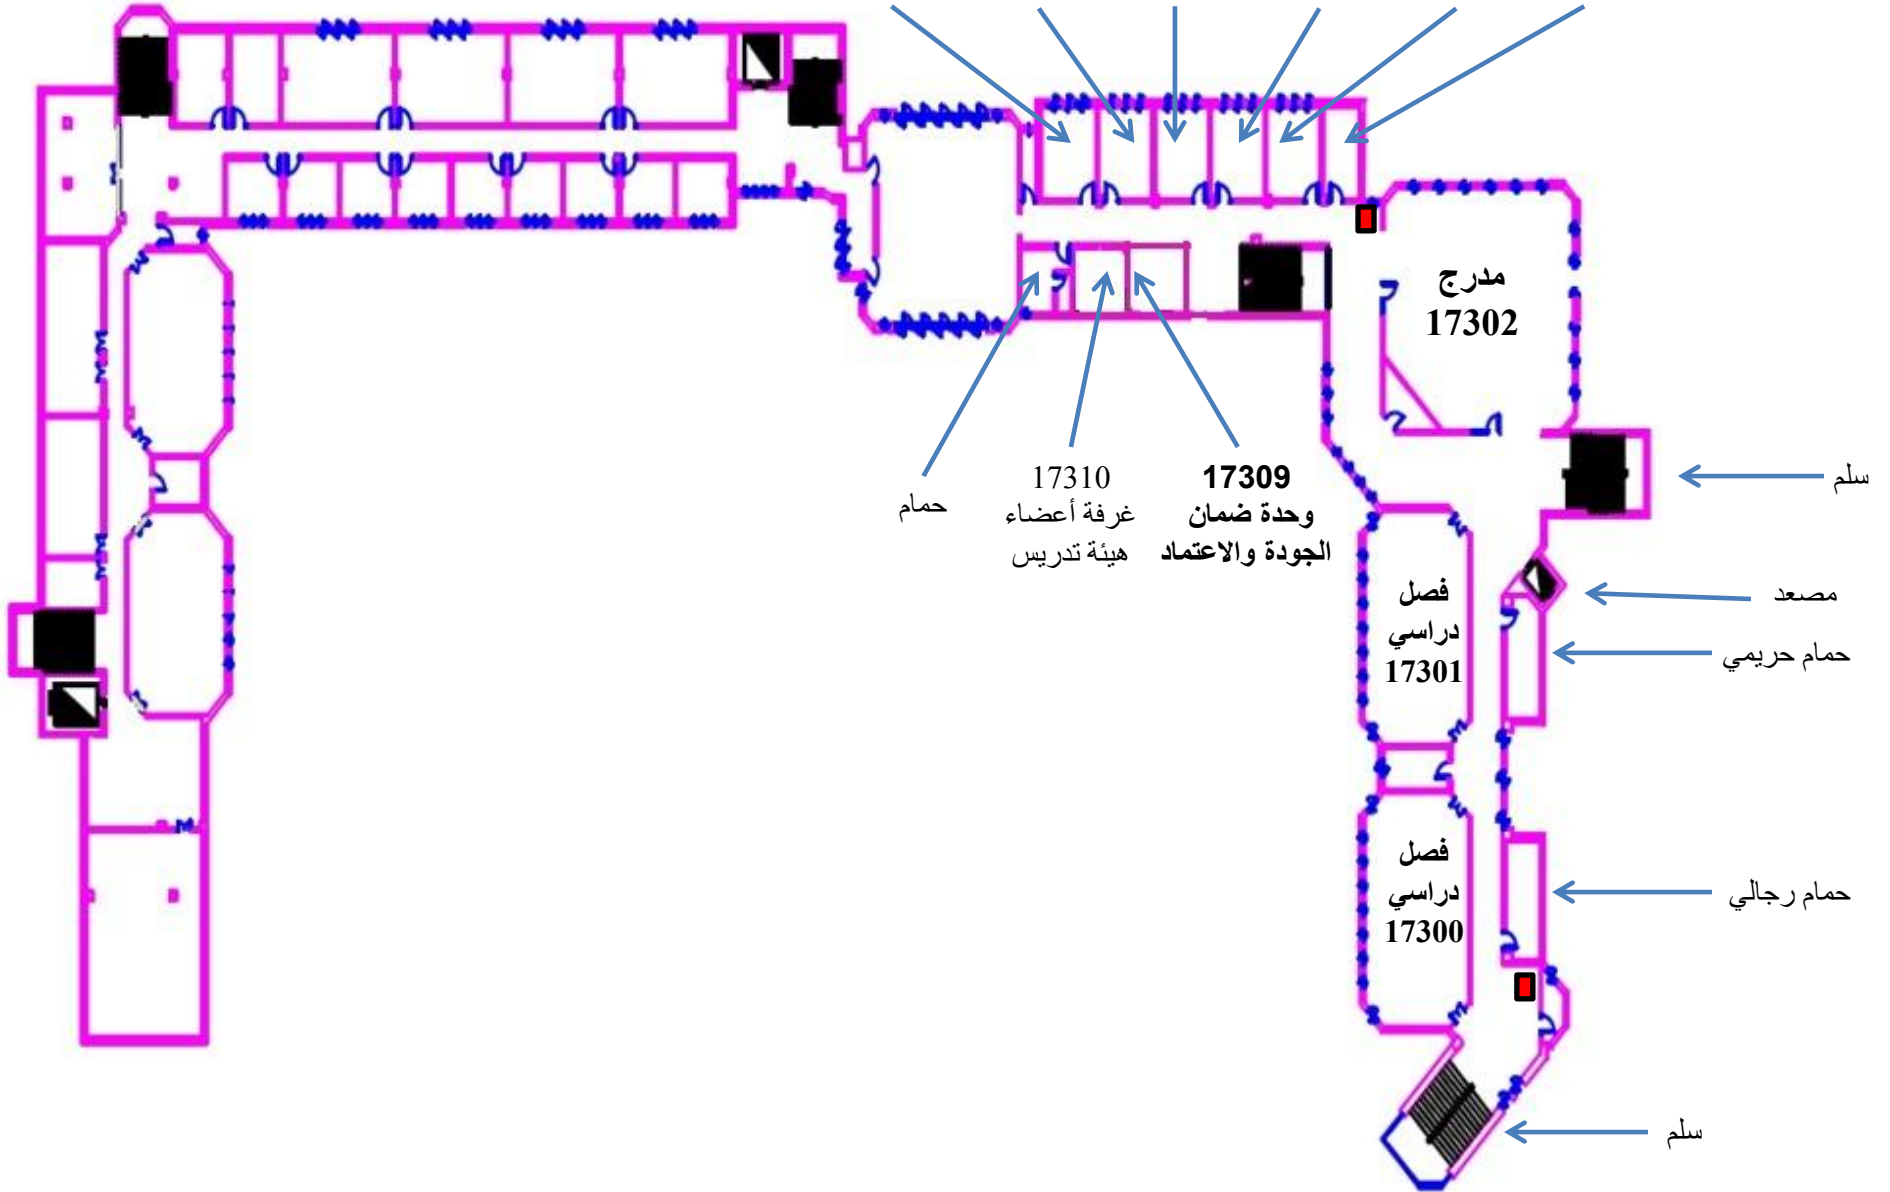 مدرج
17302
حمام
17310
غرفة أعضاء
هيئة تدريس
17309
وحدة ضمان
الجودة والاعتماد
سلم
فصل
دراسي
17301
مصعد
حمام حريمي
فصل
دراسي
17300
حمام رجالي
سلم